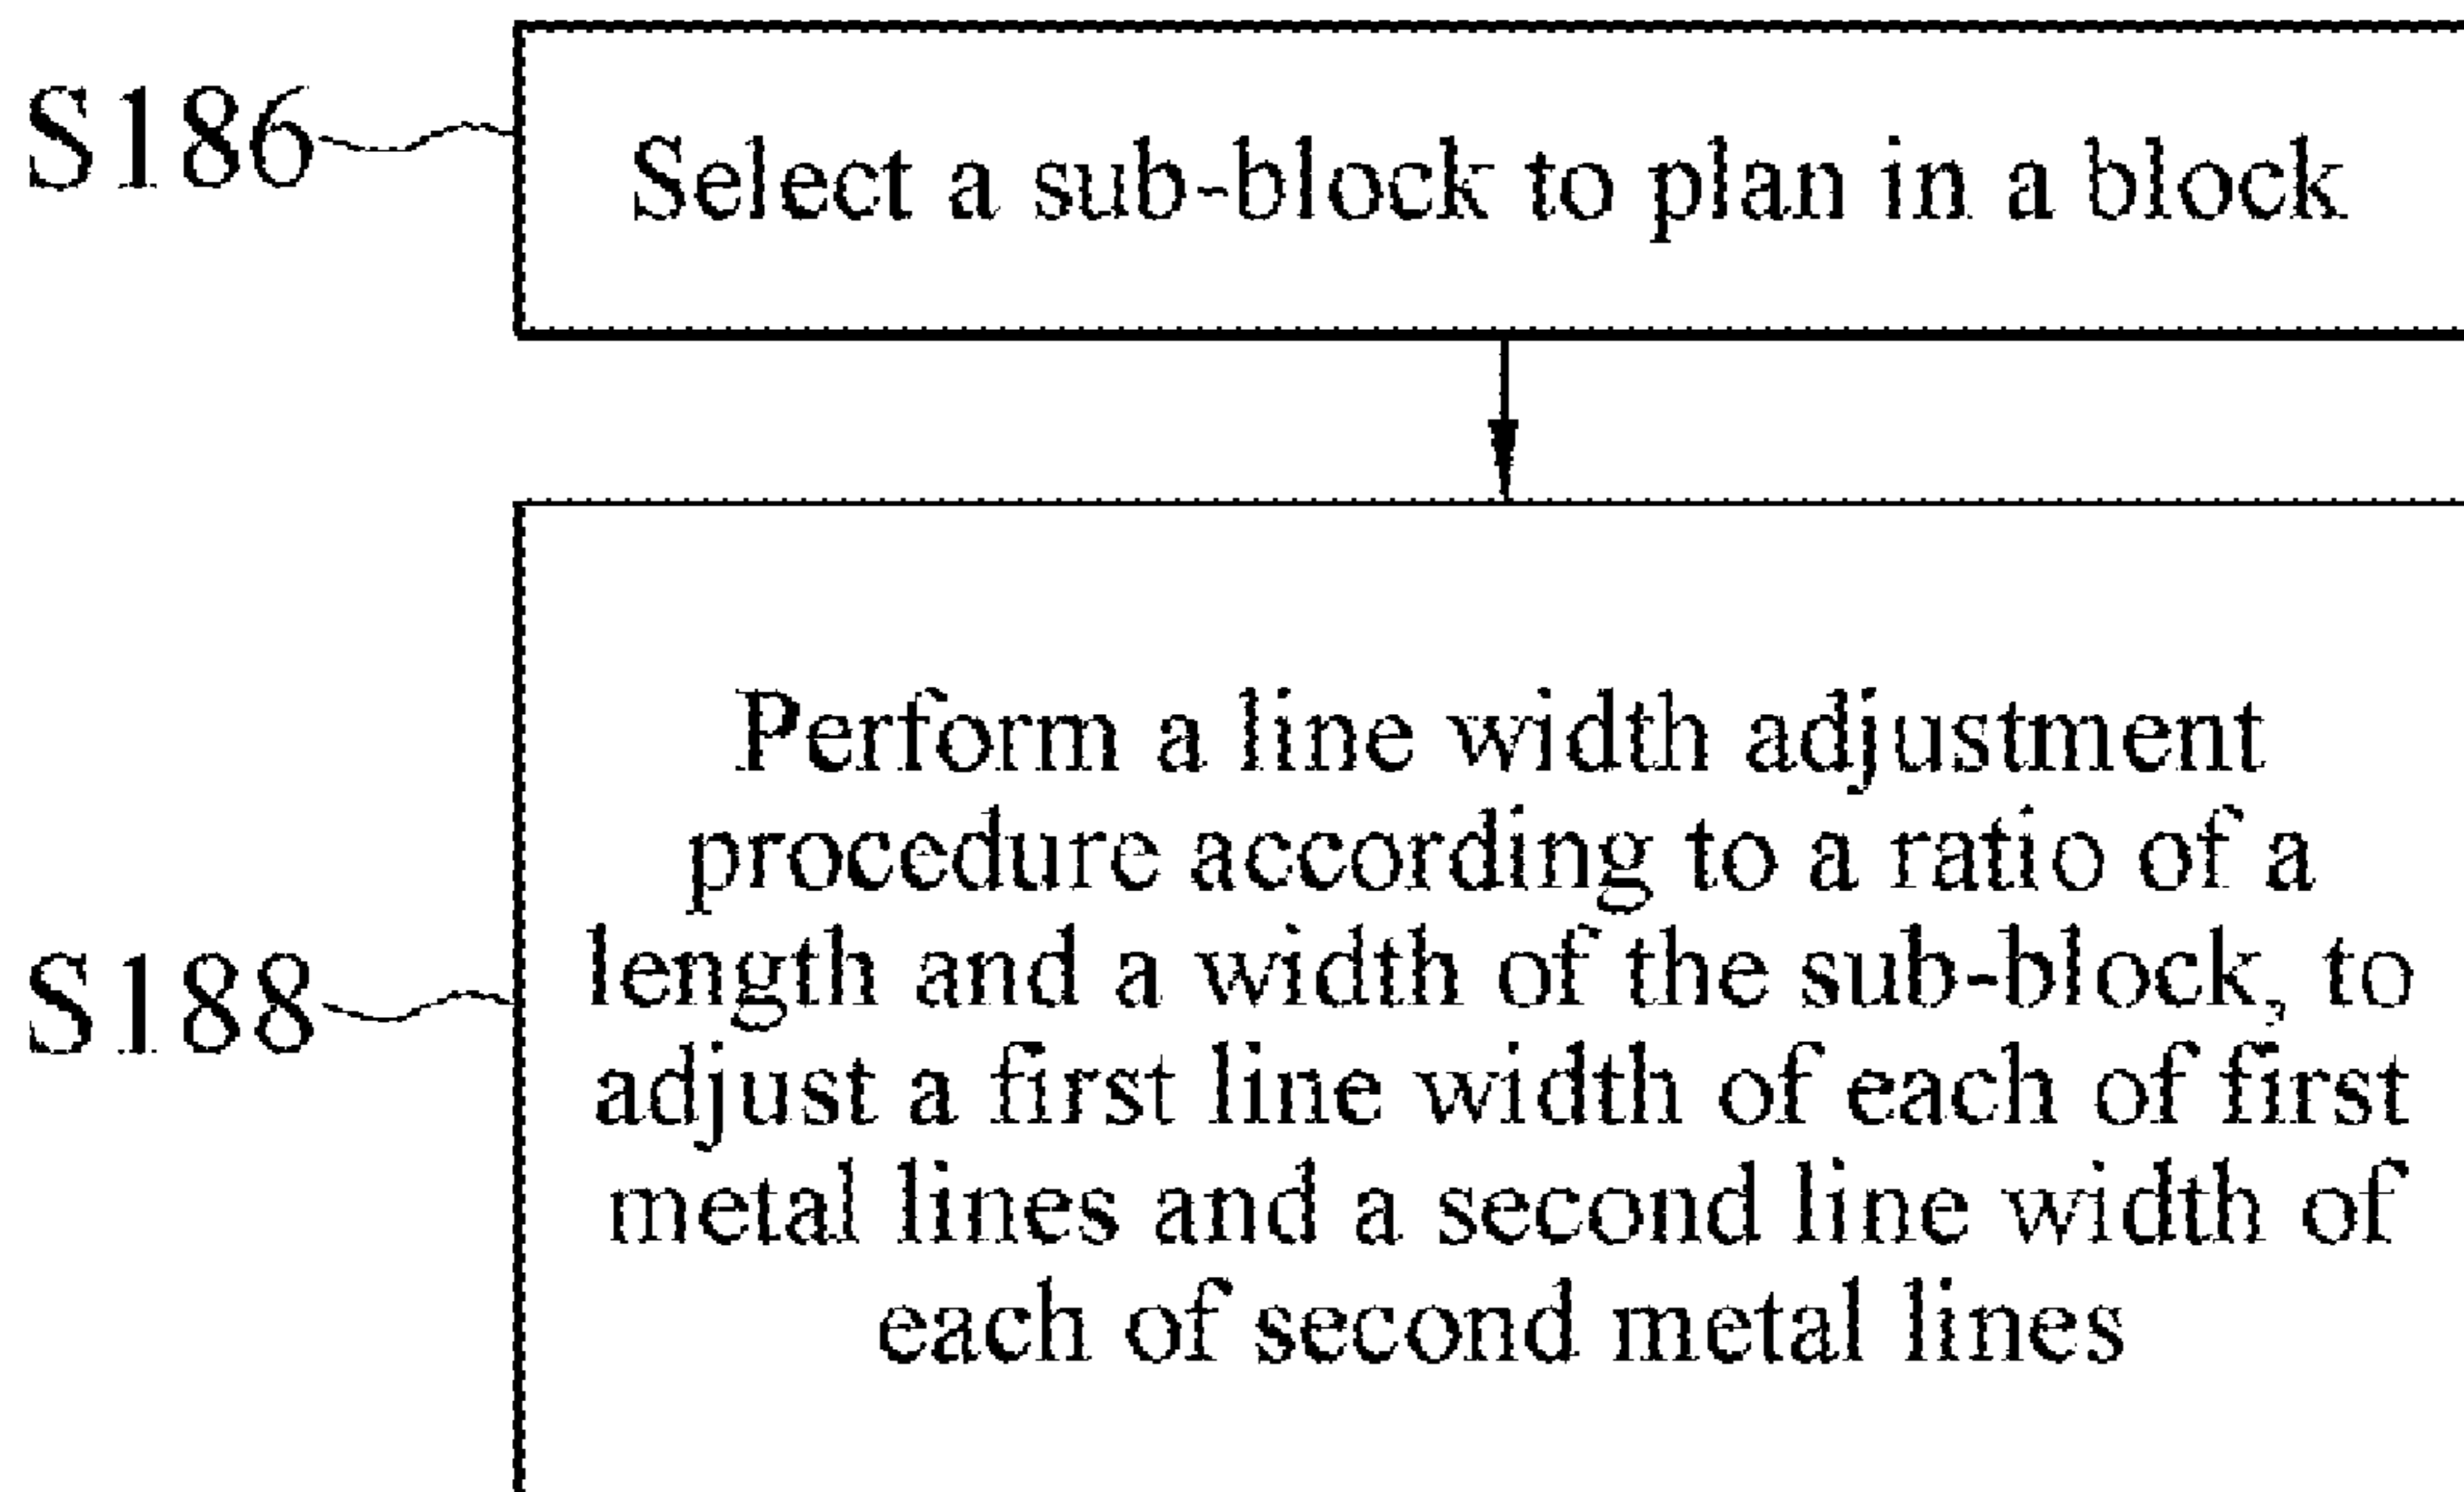 S186
Select a sub-block to plan in a block
S188
Perform a line width adjustment
procedure according to a ratio of a
length and a width of the sub-block, to
adjust a first line width of each of first
metal lines and a second line width of
each of second metal lines